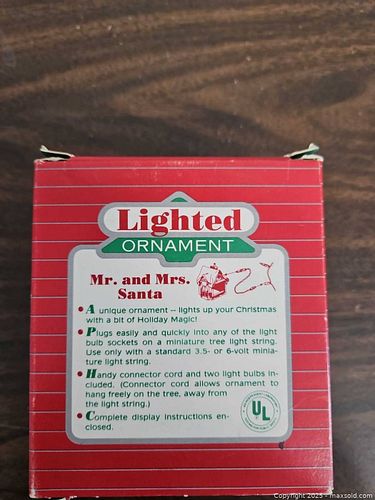 Lighted
ORNAMENT
Mr. and Mrs.
Santa
• A unique ornament -- lights up your Christmas
with a bit of Holiday Magic!
• Plugs easily and quickly into any of the light
bulb sockets on a miniature tree light string.
Use only with a standard 3.5- or 6-volt minia-
ture light string.
• Handy connector cord and two light bulbs in-
cluded. (Connector cord allows ornament to
hang freely on the tree, away from
the light string.)
• Complete display instructions en-
closed.
UL
Copyright 2025 - maxsold.com